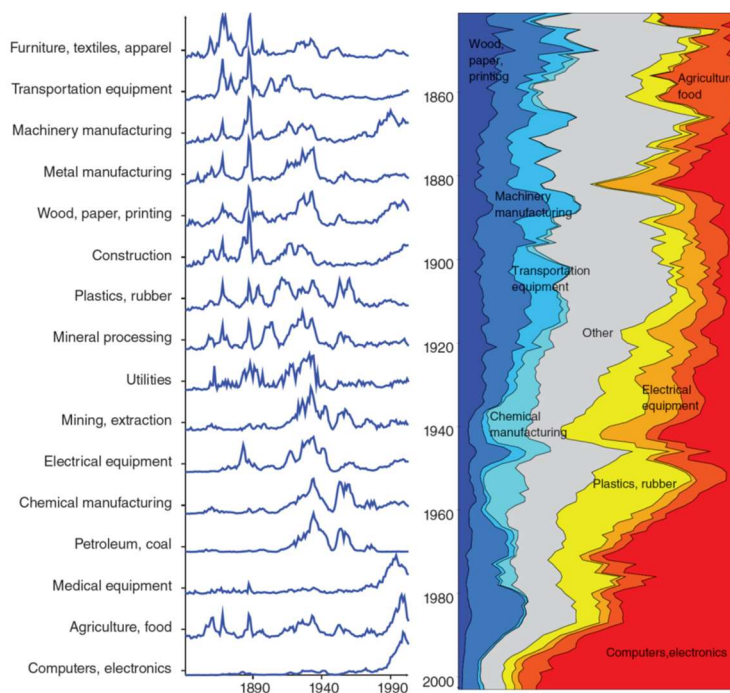 Furniture, textiles, apparel
Transportation equipment
Machinery manufacturing
Metal manufacturing
Wood, paper, printing
Construction
Plastics, rubber
Mineral processing
Utilities
Mining, extraction
Electrical equipment
Chemical manufacturing
Petroleum, coal
Medical equipment
Agriculture, food
Computers, electronics
1890
1940
1990
1860
1880
1900
1920
1940
1960
1980
2000
Wood,
paper,
printing
Agriculture
food
Machinery
manufacturing
Transportation
equipment
Other
Electrical
equipment
Chemical
manufacturing
Plastics, rubber
Computers,electronics